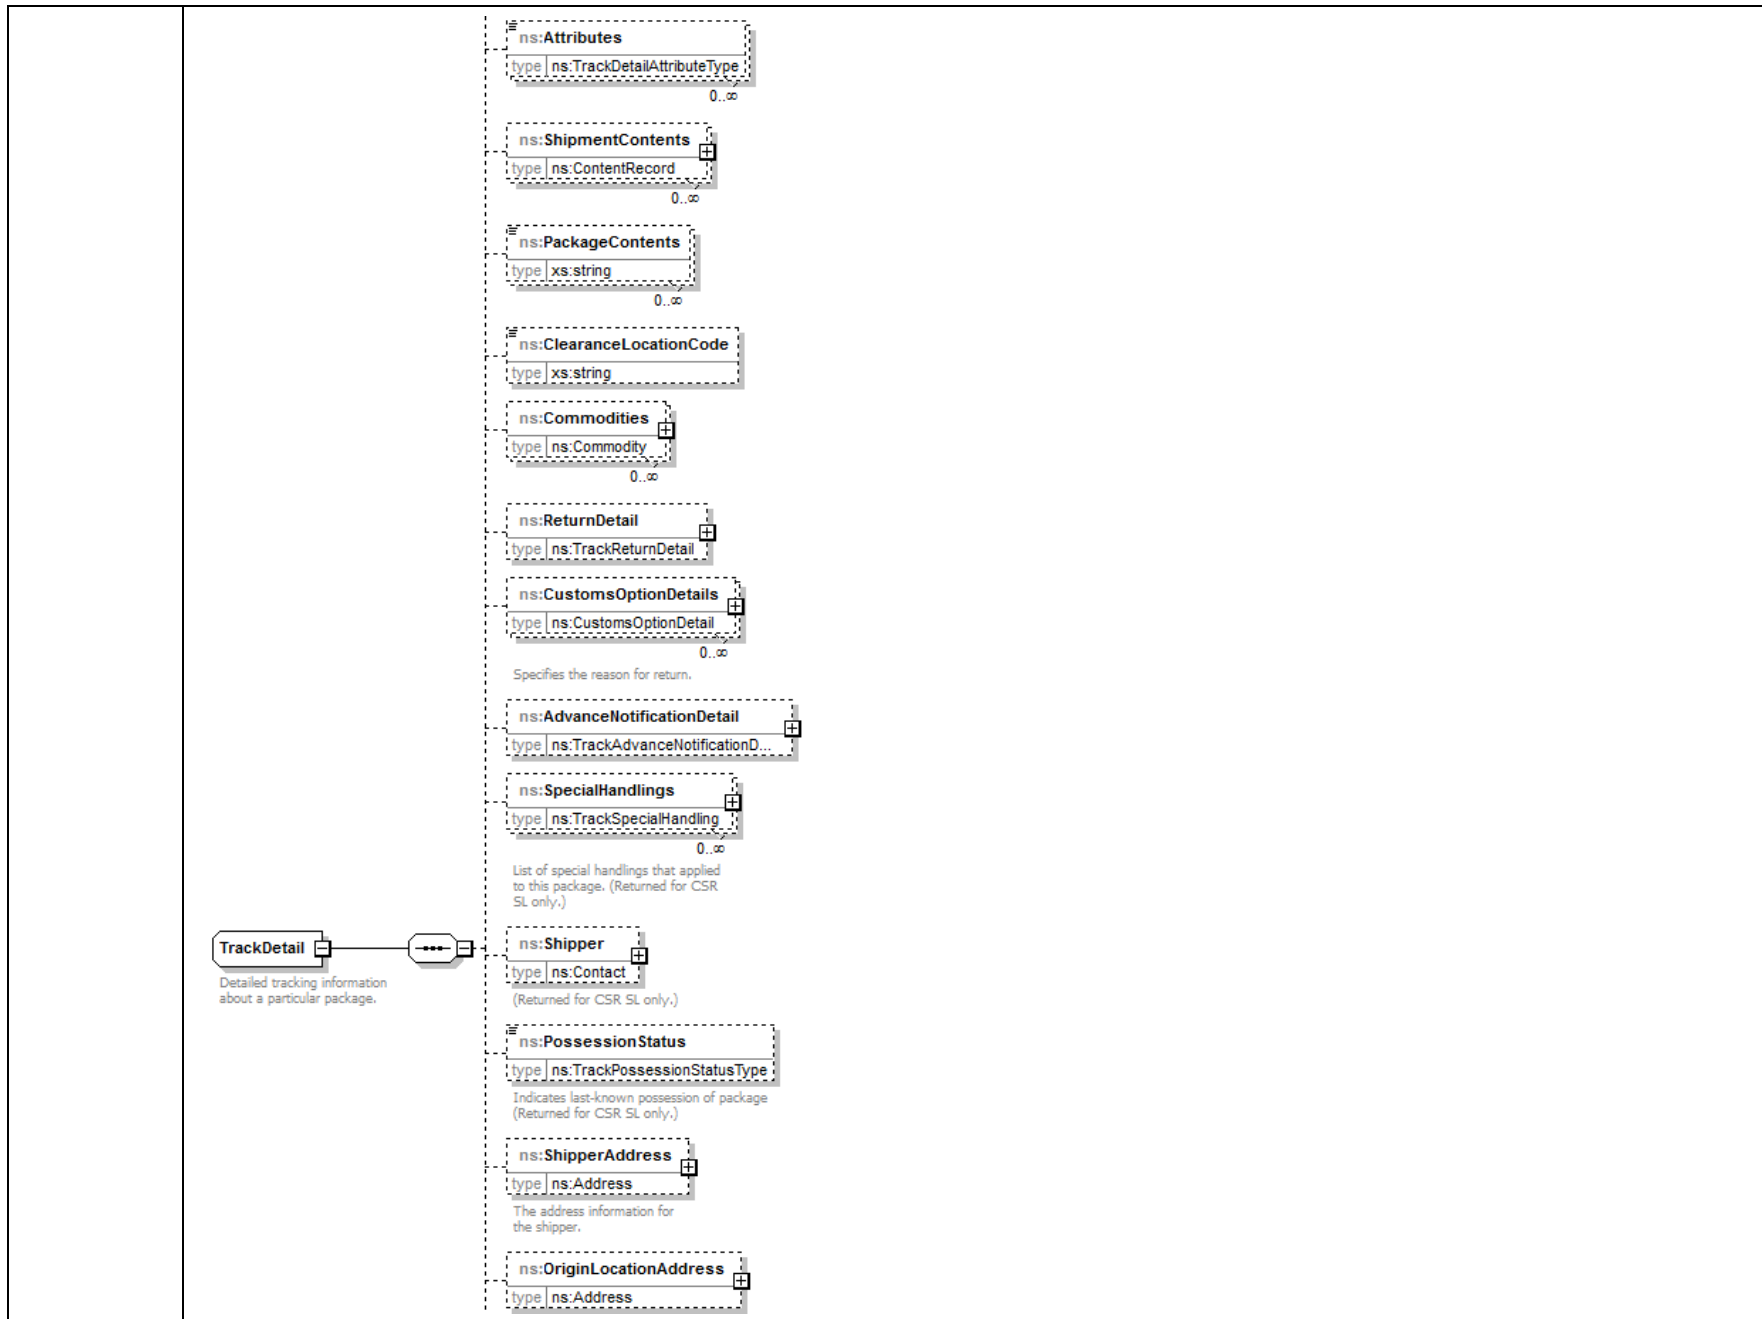 ns:Attributes
type ns:TrackDetailAttributeType
0..∞
ns:ShipmentContents
type ns:ContentRecord
0..∞
ns:PackageContents
type xs:string
0..∞
ns:ClearanceLocationCode
type xs:string
ns:Commodities
type ns:Commodity
0..∞
ns:ReturnDetail
type ns:TrackReturnDetail
ns:CustomsOptionDetails
type ns:CustomsOptionDetail
0..∞
Specifies the reason for return.
ns:AdvanceNotificationDetail
type ns:TrackAdvanceNotificationD...
ns:SpecialHandlings
type ns:TrackSpecialHandling
0..∞
List of special handlings that applied
to this package. (Returned for CSR
SL only.)
TrackDetail
Detailed tracking information
about a particular package.
ns:Shipper
type ns:Contact
(Returned for CSR SL only.)
ns:PossessionStatus
type ns:TrackPossessionStatusType
Indicates last-known possession of package
(Returned for CSR SL only.)
ns:ShipperAddress
type ns:Address
The address information for
the shipper.
ns:OriginLocationAddress
type ns:Address